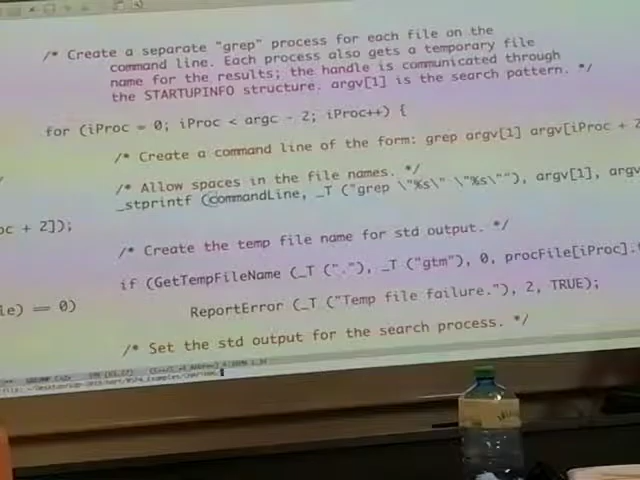 /* Create a separate "grep" process for each file on the
command line. Each process also gets a temporary file
name for the results; the handle is communicated through
the STARTUPINFO structure. argv[1] is the search pattern. */
for (iProc = 0; iProc < argc - 2; iProc++) {
/* Create a command line of the form: grep argv[1] argv[iProc + 2
/* Allow spaces in the file names. */
_stprintf (commandLine, _T ("grep \"%s\" \"%s\""), argv[1], argv
oc + 2]);
/* Create the temp file name for std output. */
if (GetTempFileName (_T ("."), _T ("gtm"), 0, procFile[iProc].
le) == 0)
ReportError (_T ("Temp file failure."), 2, TRUE);
/* Set the std output for the search process. */